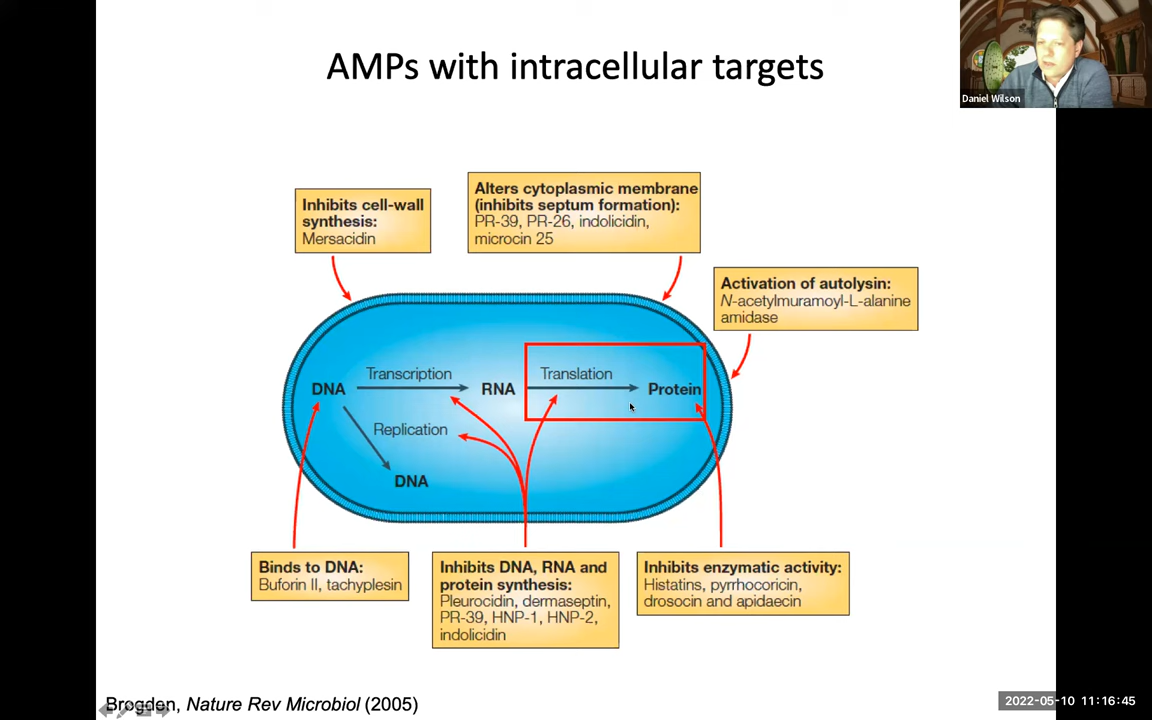 AMPs with intracellular targets
Daniel Wilson
Inhibits cell-wall
synthesis:
Mersacidin
Alters cytoplasmic membrane
(inhibits septum formation):
PR-39, PR-26, indolicidin,
microcin 25
Activation of autolysin:
N-acetylmuramoyl-L-alanine
amidase
Transcription
Translation
DNA
RNA
Protein
Replication
DNA
Binds to DNA:
Buforin II, tachyplesin
Inhibits DNA, RNA and
protein synthesis:
Pleurocidin, dermaseptin,
PR-39, HNP-1, HNP-2,
indolicidin
Inhibits enzymatic activity:
Histatins, pyrrhocoricin,
drosocin and apidaecin
Brogden, Nature Rev Microbiol (2005)
2022-05-10 11:16:45